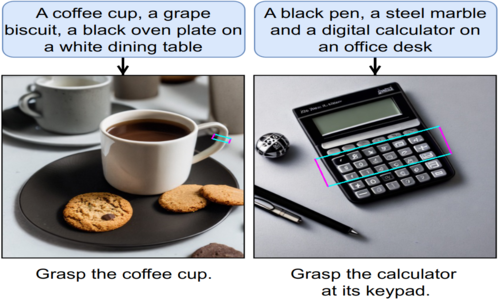 A coffee cup, a grape
biscuit, a black oven plate on
a white dining table
A black pen, a steel marble
and a digital calculator on
an office desk
Grasp the coffee cup.
Grasp the calculator
at its keypad.